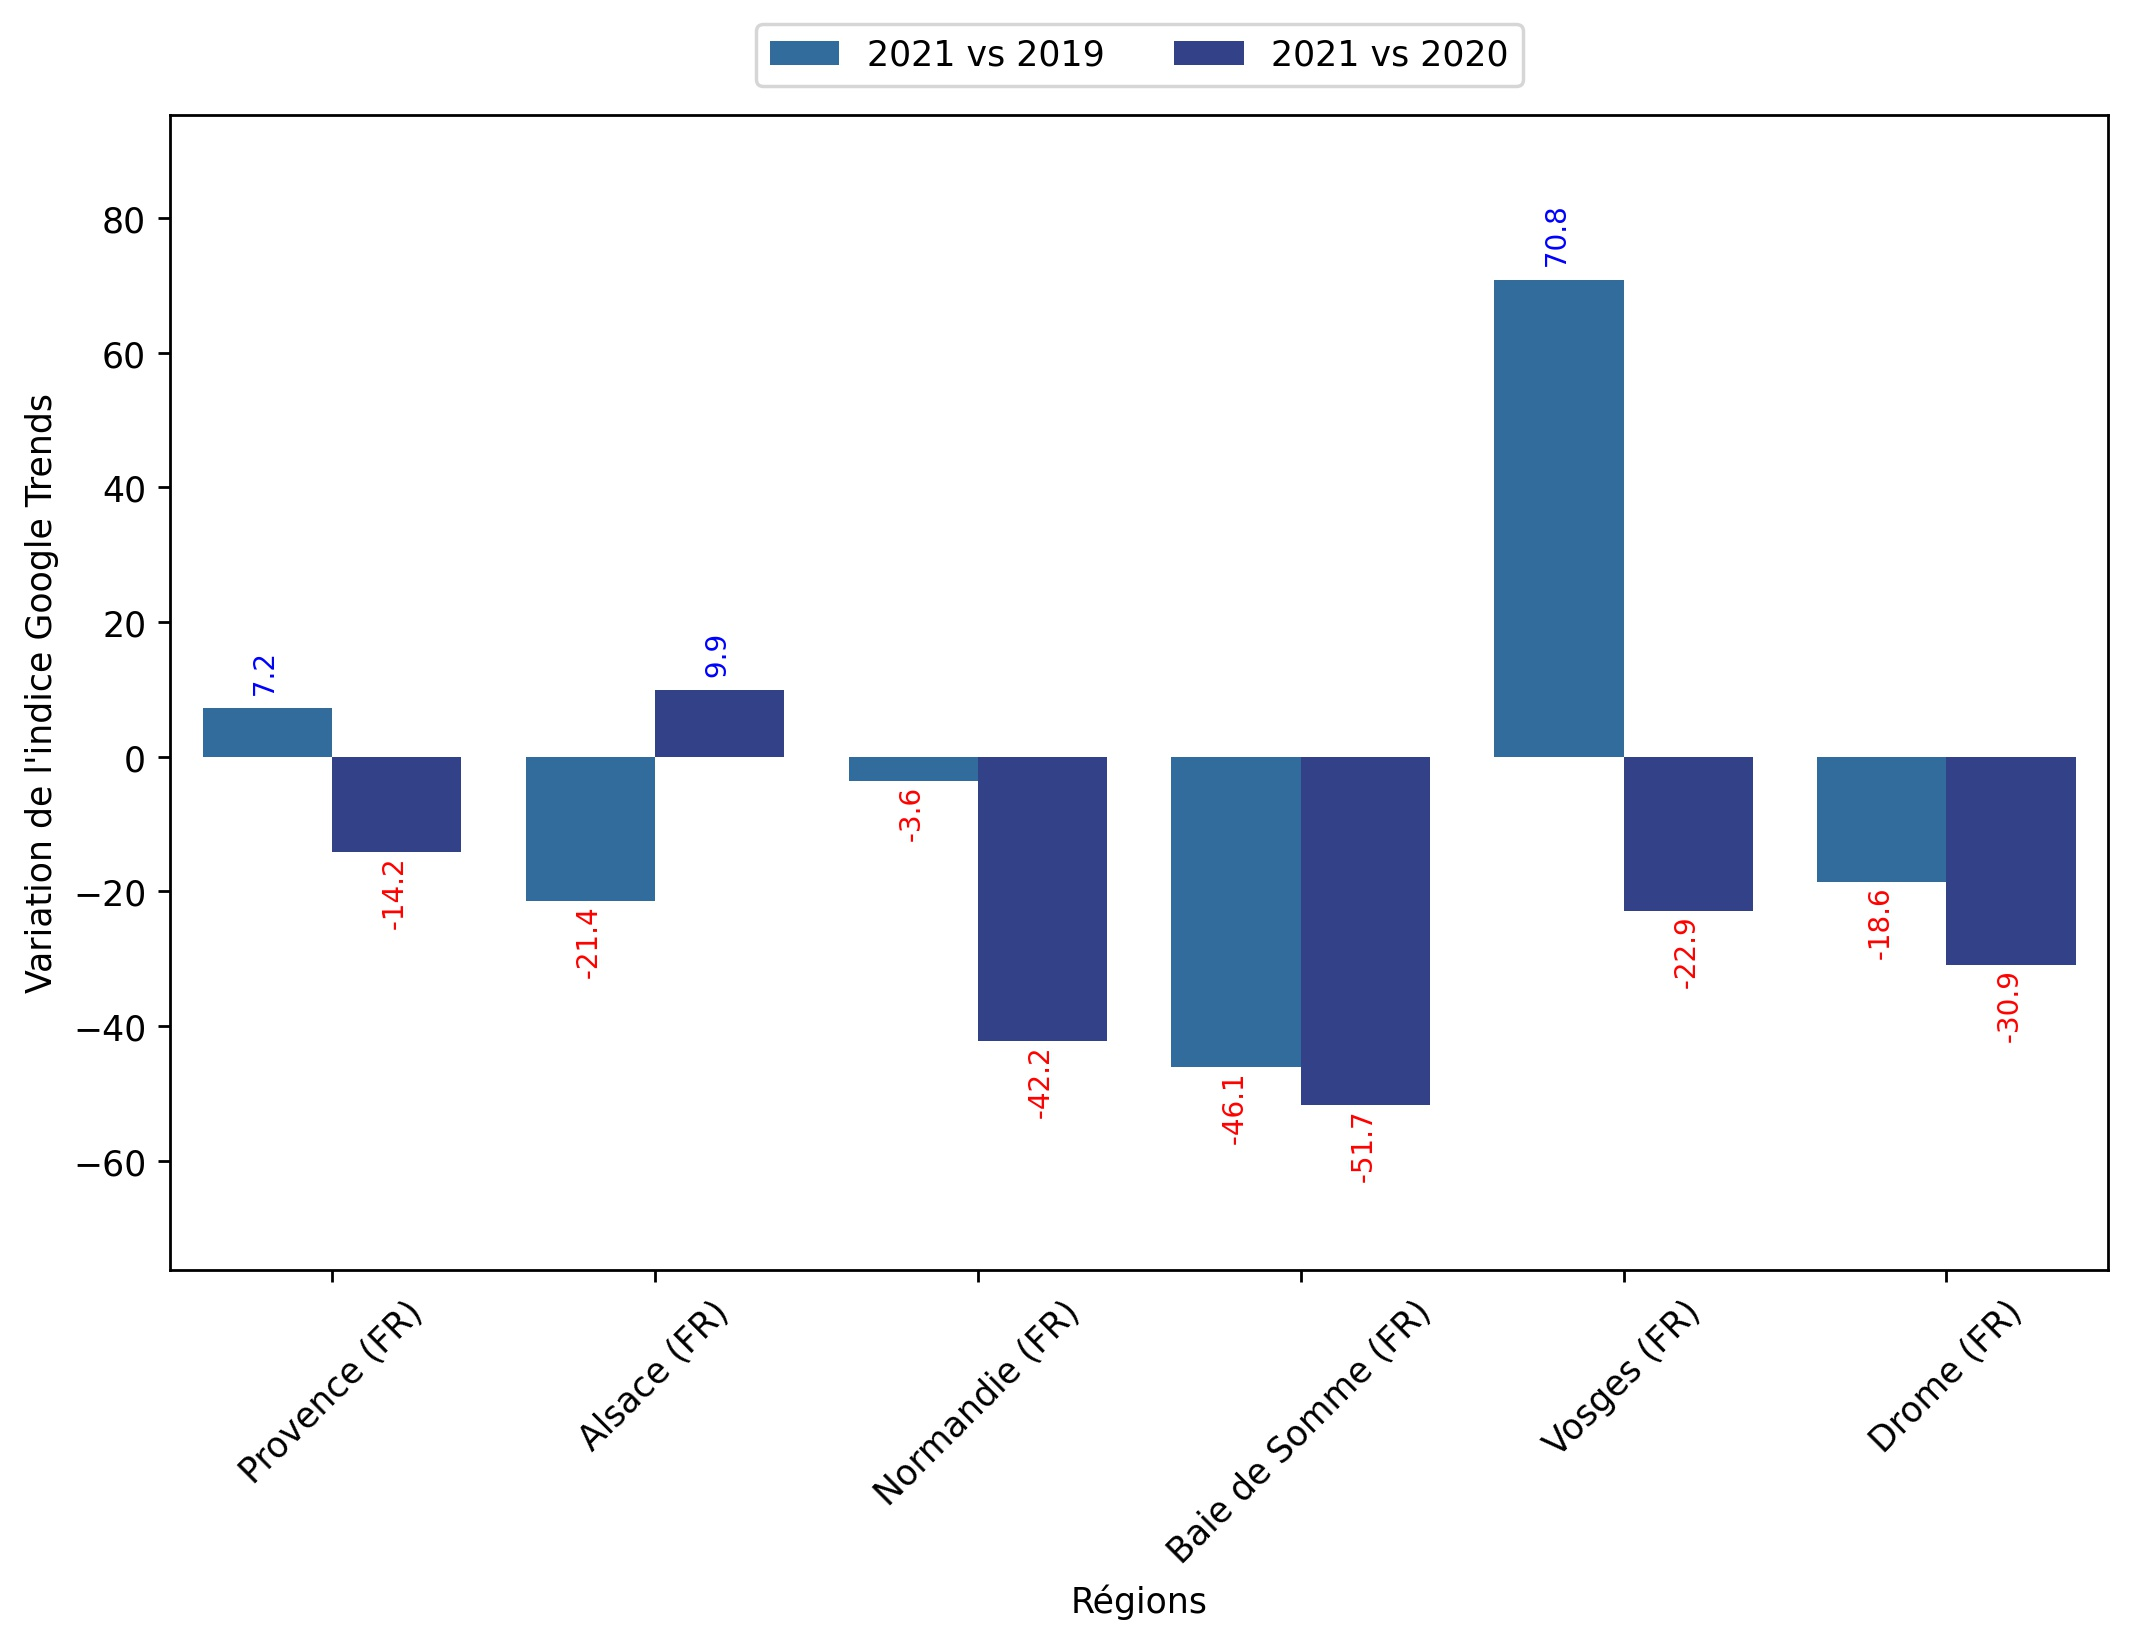 2021 vs 2019
2021 vs 2020
Variation de l'indice Google Trends
80
60
40
20
0
−20
−40
−60
7.2
-14.2
-21.4
9.9
-3.6
-42.2
-46.1
-51.7
70.8
-22.9
-18.6
-30.9
Provence (FR)
Alsace (FR)
Normandie (FR)
Baie de Somme (FR)
Vosges (FR)
Drome (FR)
Régions